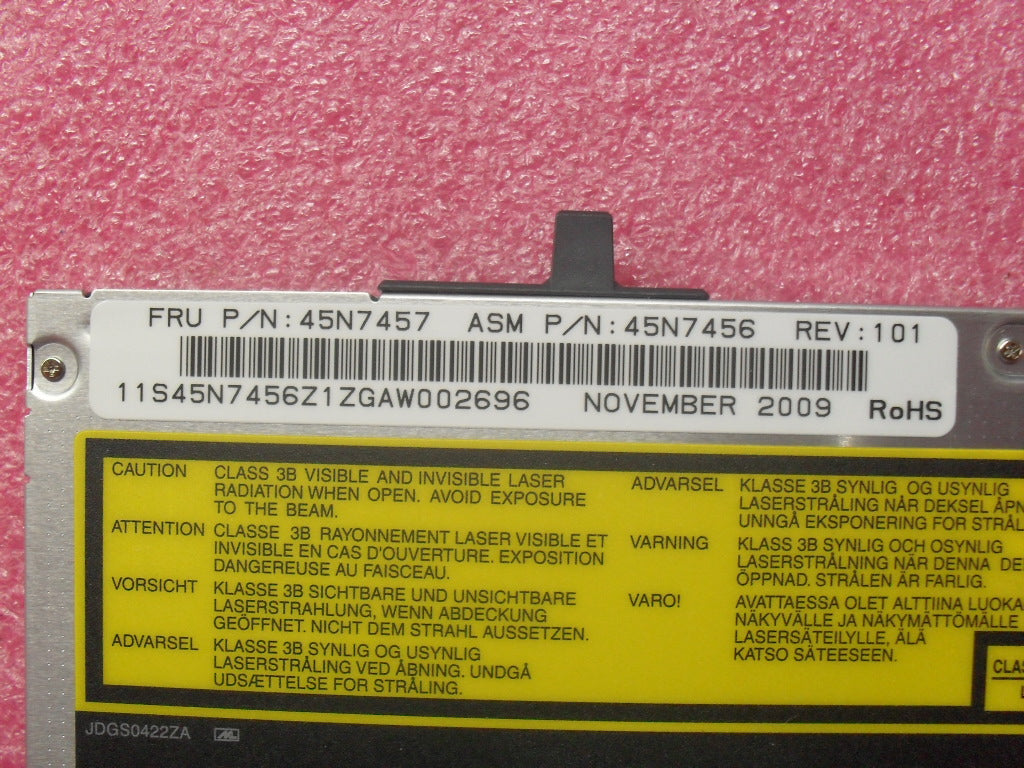 FRU P/N:45N7457 ASM P/N:45N7456 REV:101
11S45N7456Z1ZGAW002696 NOVEMBER 2009 RoHS
CAUTION CLASS 3B VISIBLE AND INVISIBLE LASER
RADIATION WHEN OPEN. AVOID EXPOSURE
TO THE BEAM.
ATTENTION CLASSE 3B RAYONNEMENT LASER VISIBLE ET
INVISIBLE EN CAS D'OUVERTURE. EXPOSITION
DANGEREUSE AU FAISCEAU.
VORSICHT KLASSE 3B SICHTBARE UND UNSICHTBARE
LASERSTRAHLUNG, WENN ABDECKUNG
GEÖFFNET. NICHT DEM STRAHL AUSSETZEN.
ADVARSEL KLASSE 3B SYNLIG OG USYNLIG
LASERSTRÅLING VED ÅBNING. UNDGÅ
UDSÆTTELSE FOR STRÅLING.
ADVARSEL KLASSE 3B SYNLIG OG USYNLIG
LASERSTRÅLING NÅR DEKSEL ÅPN
UNNGÅ EKSPONERING FOR STRÅL
VARNING KLASS 3B SYNLIG OCH OSYNLIG
LASERSTRÅLNING NÄR DENNA DE
ÖPPNAD. STRÅLEN ÄR FARLIG.
VARO! AVATTAESSA OLET ALTTIINA LUOKA
NÄKYVÄLLE JA NÄKYMÄTTÖMÄLLE
LASERSÄTEILYLLE, ÄLÄ
KATSO SÄTEESEEN.
CLAS
JDGS0422ZA